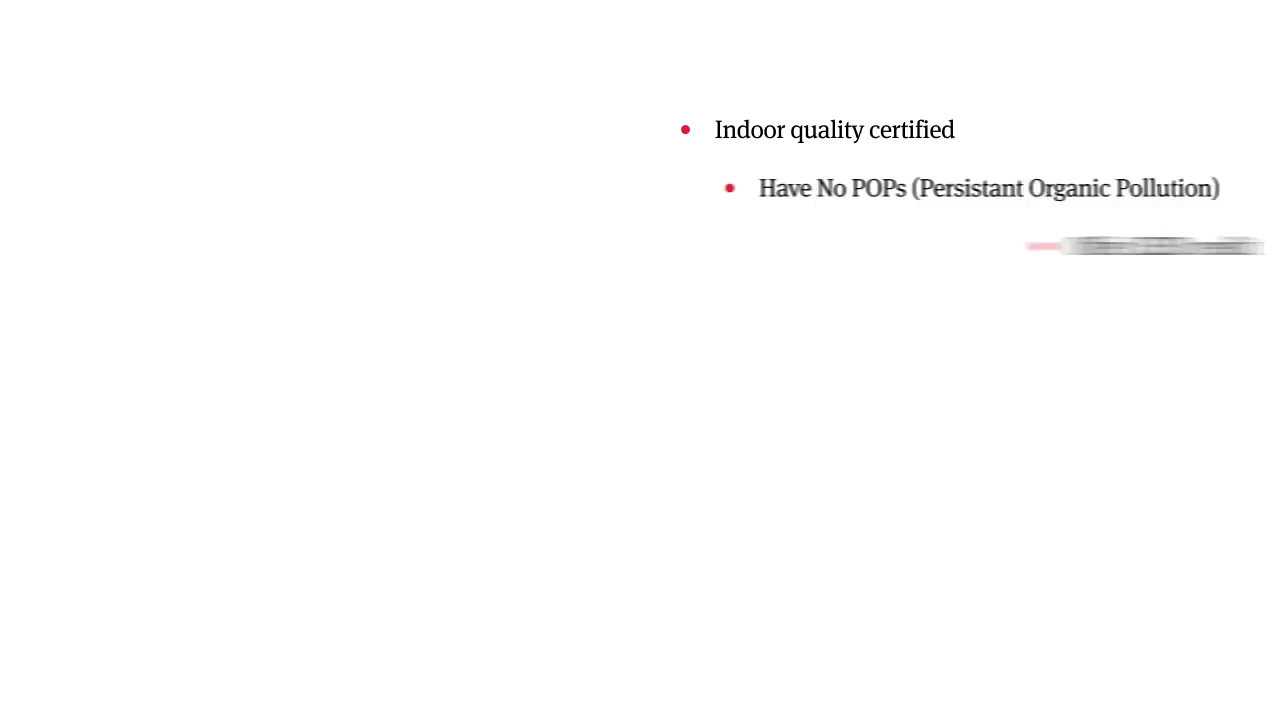 Indoor quality certified
Have No POPs (Persistant Organic Pollution)